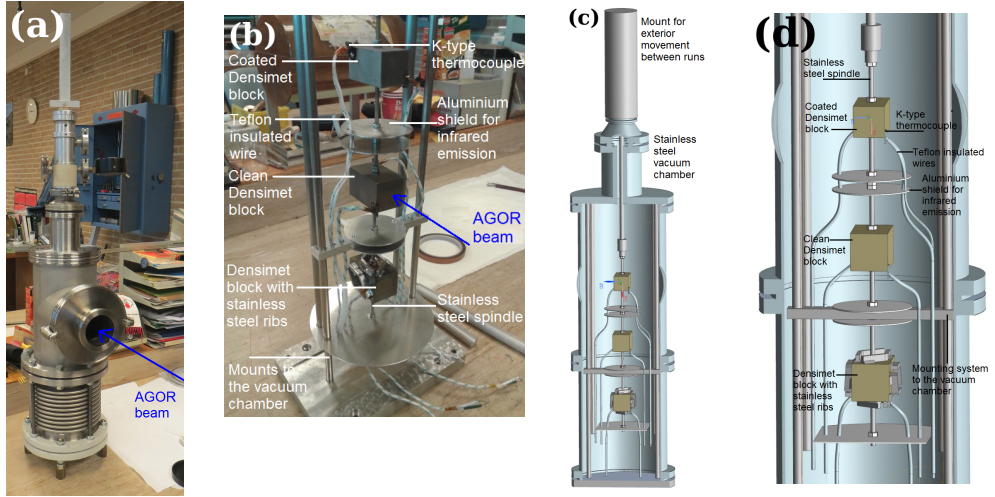 (a)
AGOR
beam
(b)
Coated
Densimet
block
K-type
thermocouple
Teflon
insulated
wire
Aluminium
shield for
infrared
emission
Clean
Densimet
block
AGOR
beam
Densimet
block with
stainless
steel ribs
Stainless
steel spindle
Mounts to
the vacuum
chamber
(c)
Mount for
exterior
movement
between runs
Stainless
steel
vacuum
chamber
(d)
Stainless
steel spindle
Coated
Densimet
block
K-type
thermocouple
Teflon insulated
wires
Aluminium
shield for
infrared
emission
Clean
Densimet
block
Densimet
block with
stainless
steel ribs
Mounting system
to the vacuum
chamber